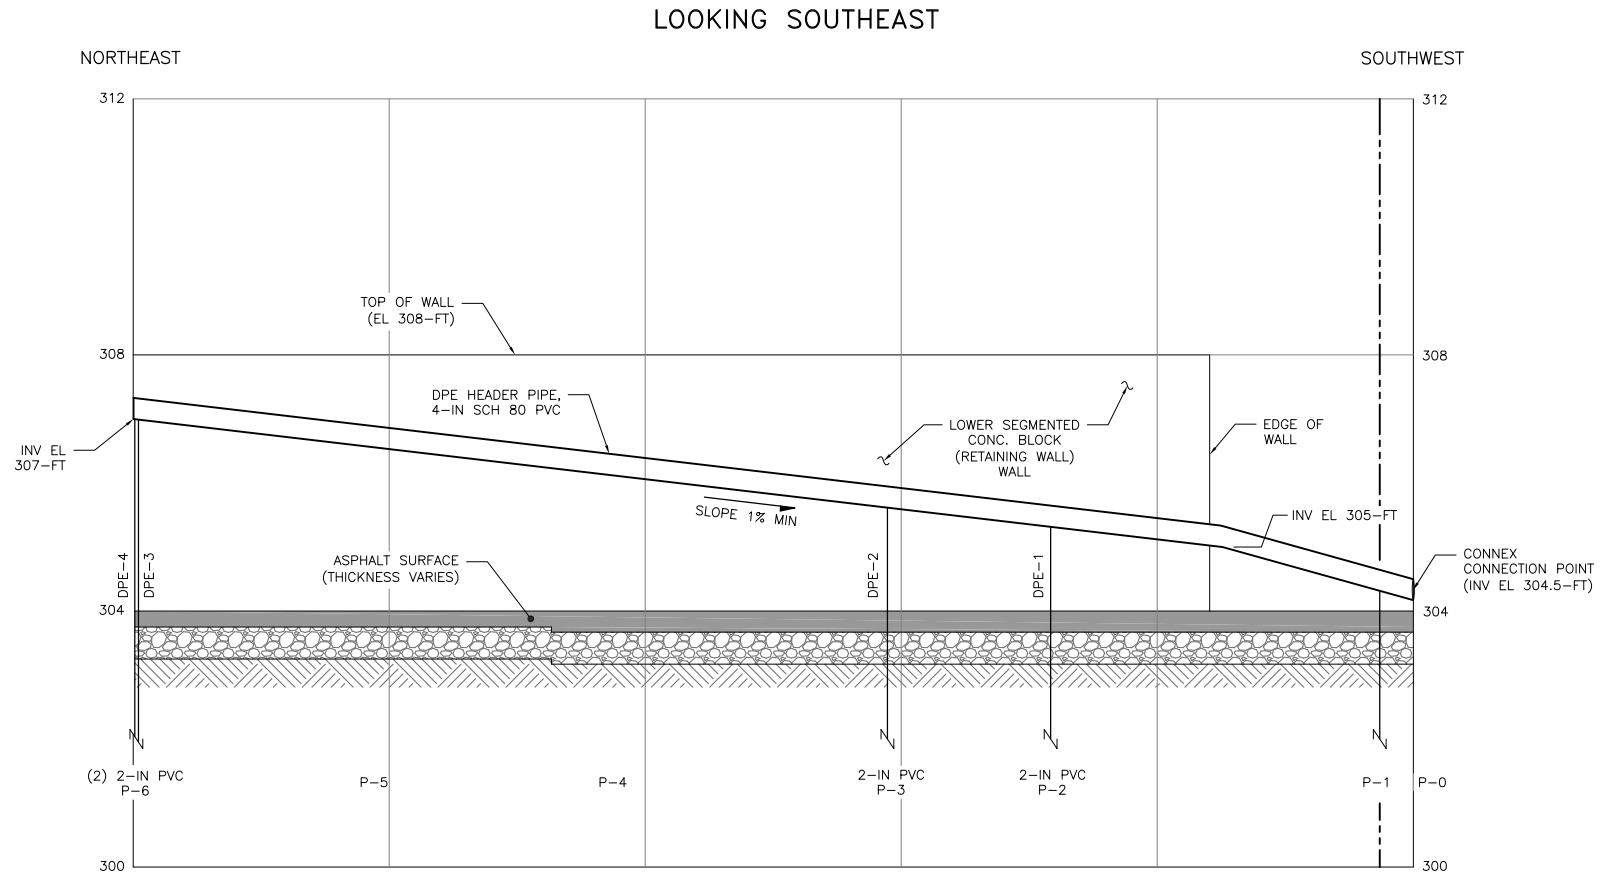 LOOKING SOUTHEAST
NORTHEAST
SOUTHWEST
312
312
TOP OF WALL
(EL 308-FT)
308
308
DPE HEADER PIPE,
4-IN SCH 80 PVC
LOWER SEGMENTED
CONC. BLOCK
(RETAINING WALL)
WALL
EDGE OF
WALL
INV EL
307-FT
SLOPE 1% MIN
INV EL 305-FT
ASPHALT SURFACE
(THICKNESS VARIES)
DPE-4
DPE-3
DPE-2
DPE-1
CONNEX
CONNECTION POINT
(INV EL 304.5-FT)
304
304
(2) 2-IN PVC
P-6
P-5
P-4
2-IN PVC
P-3
2-IN PVC
P-2
P-1
P-0
300
300